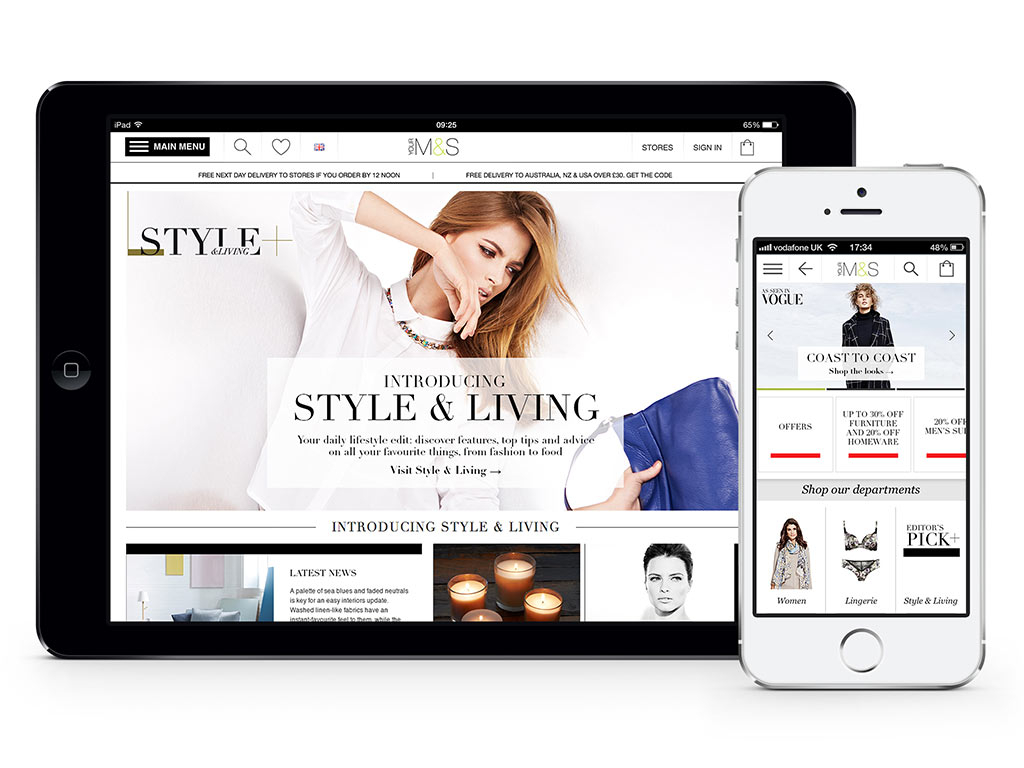 iPad
09:25
65%
MAIN MENU
YOUR M&S
STORES
SIGN IN
FREE NEXT DAY DELIVERY TO STORES IF YOU ORDER BY 12 NOON | FREE DELIVERY TO AUSTRALIA, NZ & USA OVER £30. GET THE CODE
STYLE+
&LIVING
INTRODUCING
STYLE & LIVING
Your daily lifestyle edit: discover features, top tips and advice
on all your favourite things, from fashion to food
Visit Style & Living →
INTRODUCING STYLE & LIVING
LATEST NEWS
A palette of sea blues and faded neutrals
is key for an easy interiors update.
Washed linen-like fabrics have an
instant-favourite feel to them, while the
vodafone UK
17:34
48%
YOUR M&S
AS SEEN IN
VOGUE
COAST TO COAST
Shop the looks →
OFFERS
UP TO 30% OFF
FURNITURE
AND 20% OFF
HOMEWARE
20% OFF
MEN'S
Shop our departments
EDITOR'S
PICK+
Women
Lingerie
Style & Living